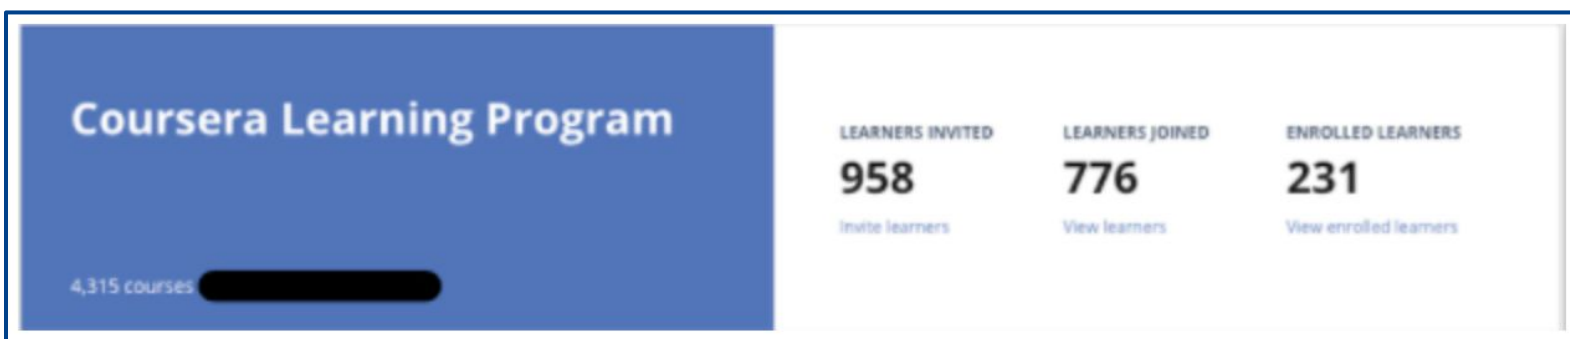 Coursera Learning Program
4,315 courses
LEARNERS INVITED
958
Invite learners
LEARNERS JOINED
776
View learners
ENROLLED LEARNERS
231
View enrolled learners